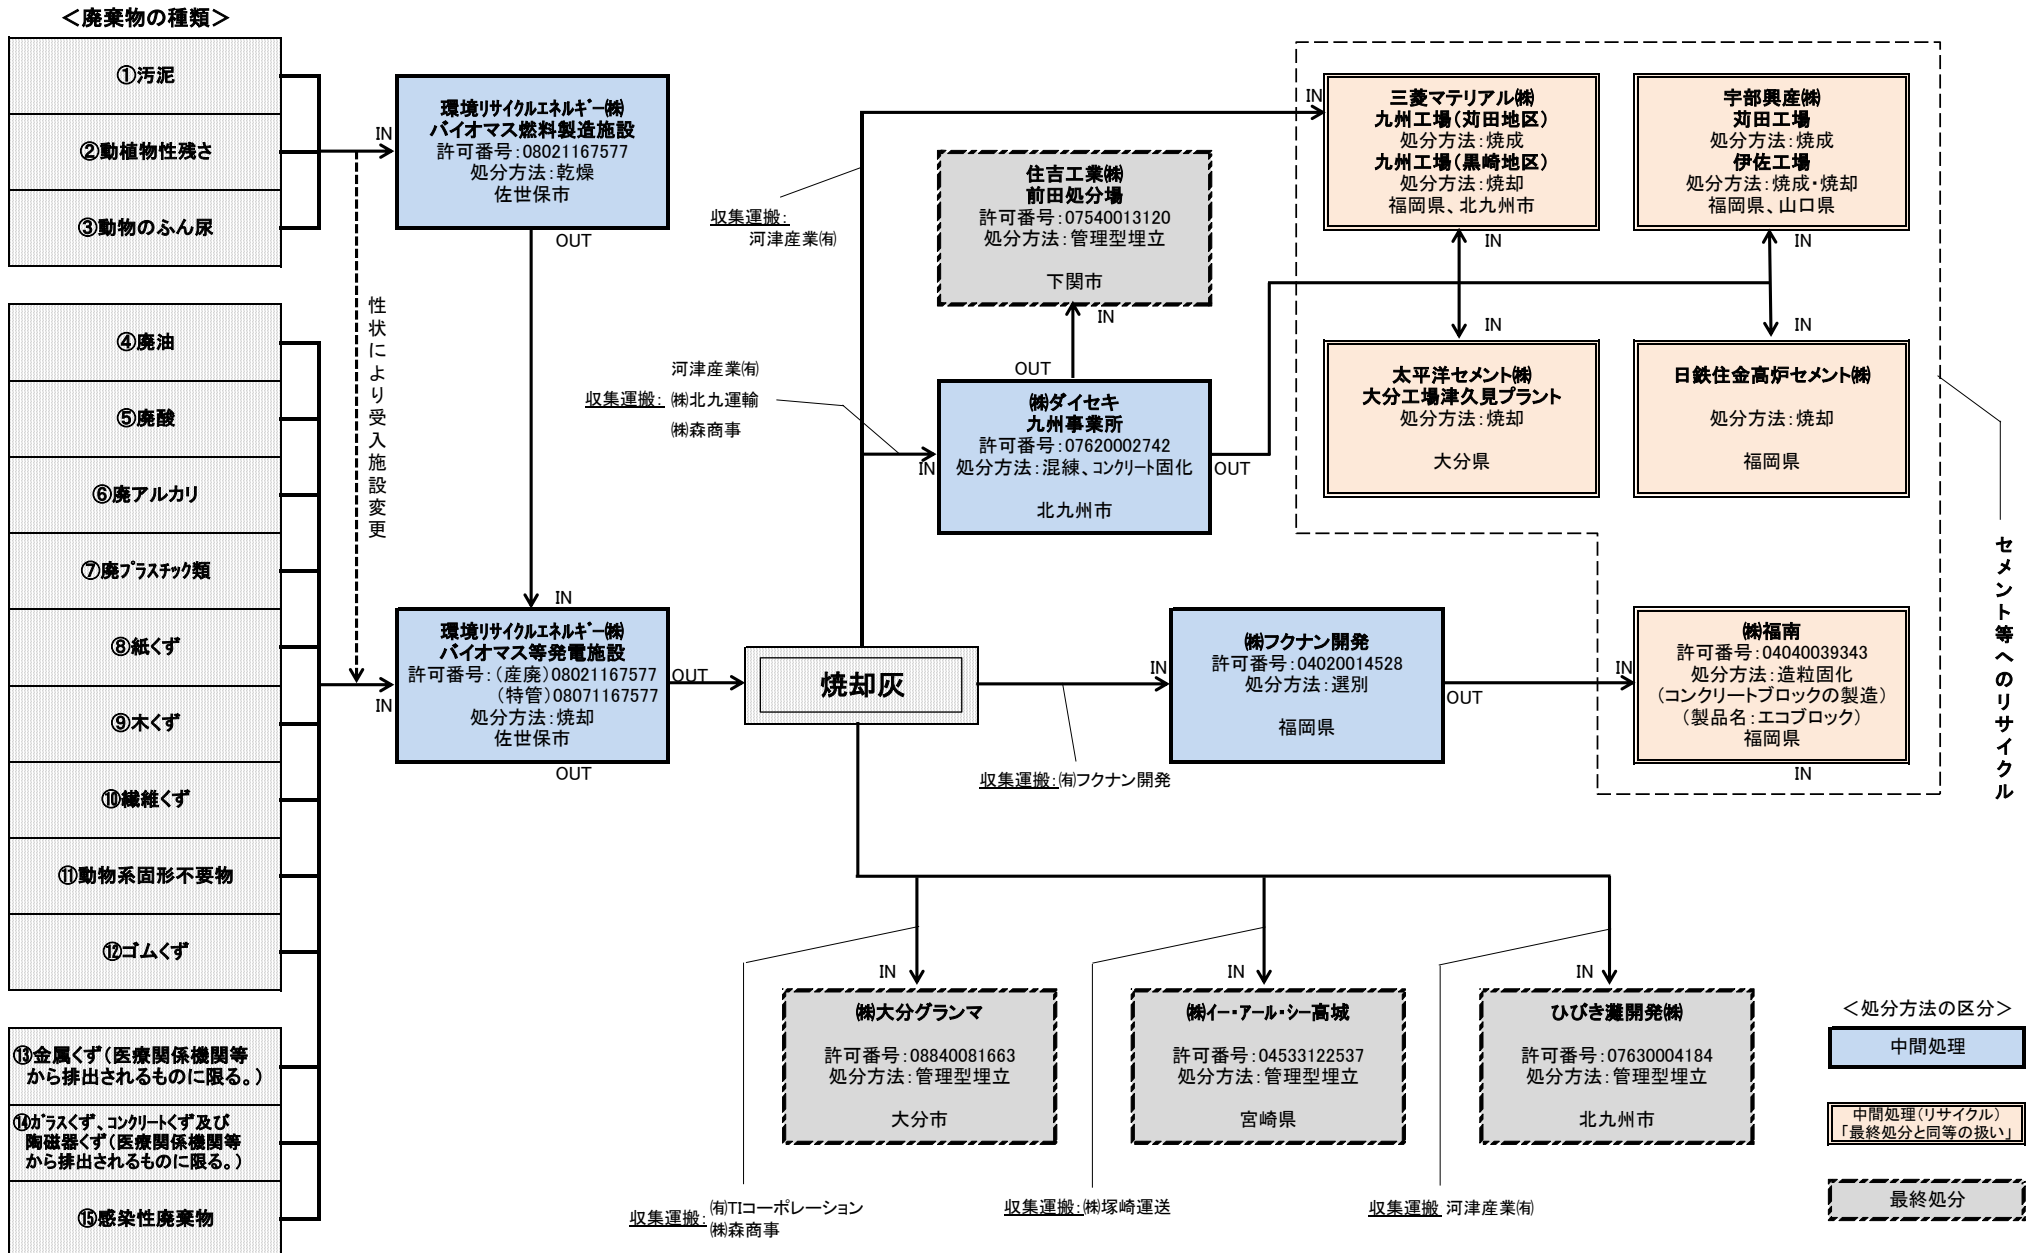 ＜廃棄物の種類＞
①汚泥
②動植物性残さ
③動物のふん尿
④廃油
⑤廃酸
⑥廃アルカリ
⑦廃プラスチック類
⑧紙くず
⑨木くず
⑩繊維くず
⑪動物系固形不要物
⑫ゴムくず
⑬金属くず（医療関係機関等
から排出されるものに限る。）
⑭ガラスくず、コンクリートくず及び
陶磁器くず（医療関係機関等
から排出されるものに限る。）
⑮感染性廃棄物
性状により受入施設変更
IN
環境リサイクルエネルギー㈱
バイオマス燃料製造施設
許可番号：08021167577
処分方法：乾燥
佐世保市
OUT
IN
IN
環境リサイクルエネルギー㈱
バイオマス等発電施設
許可番号：（産廃）08021167577
（特管）08071167577
処分方法：焼却
佐世保市
OUT
OUT
焼却灰
収集運搬：
河津産業㈲
IN
河津産業㈲
収集運搬： ㈱北九運輸
㈱森商事
IN
住吉工業㈱
前田処分場
許可番号：07540013120
処分方法：管理型埋立
下関市
IN
OUT
㈱ダイセキ
九州事業所
許可番号：07620002742
処分方法：混練、コンクリート固化
北九州市
OUT
三菱マテリアル㈱
九州工場（苅田地区）
処分方法：焼成
九州工場（黒崎地区）
処分方法：焼却
福岡県、北九州市
IN
宇部興産㈱
苅田工場
処分方法：焼成
伊佐工場
処分方法：焼成・焼却
福岡県、山口県
IN
IN
太平洋セメント㈱
大分工場津久見プラント
処分方法：焼却
大分県
IN
日鉄住金高炉セメント㈱
処分方法：焼却
福岡県
セメント等へのリサイクル
収集運搬：㈲フクナン開発
IN
㈱フクナン開発
許可番号：04020014528
処分方法：選別
福岡県
OUT
IN
㈱福南
許可番号：04040039343
処分方法：造粒固化
（コンクリートブロックの製造）
（製品名：エコブロック）
福岡県
IN
IN
㈱大分グランマ
許可番号：08840081663
処分方法：管理型埋立
大分市
収集運搬： ㈲TIコーポレーション
㈱森商事
IN
㈱イー・アール・シー高城
許可番号：04533122537
処分方法：管理型埋立
宮崎県
収集運搬：㈱塚崎運送
IN
ひびき灘開発㈱
許可番号：07630004184
処分方法：管理型埋立
北九州市
収集運搬 河津産業㈲
＜処分方法の区分＞
中間処理
中間処理（リサイクル）
「最終処分と同等の扱い」
最終処分